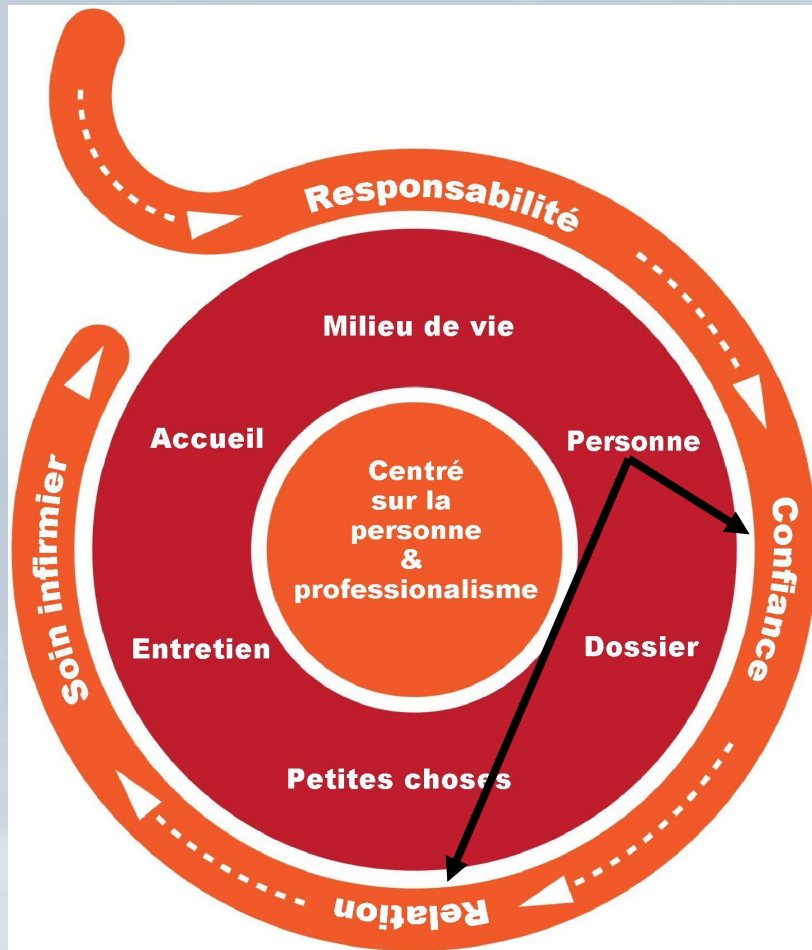 Responsabilité
Milieu de vie
Accueil
Personne
Centré
sur la
personne
&
professionalisme
Confiance
Soin infirmier
Entretien
Dossier
Petites choses
Relation